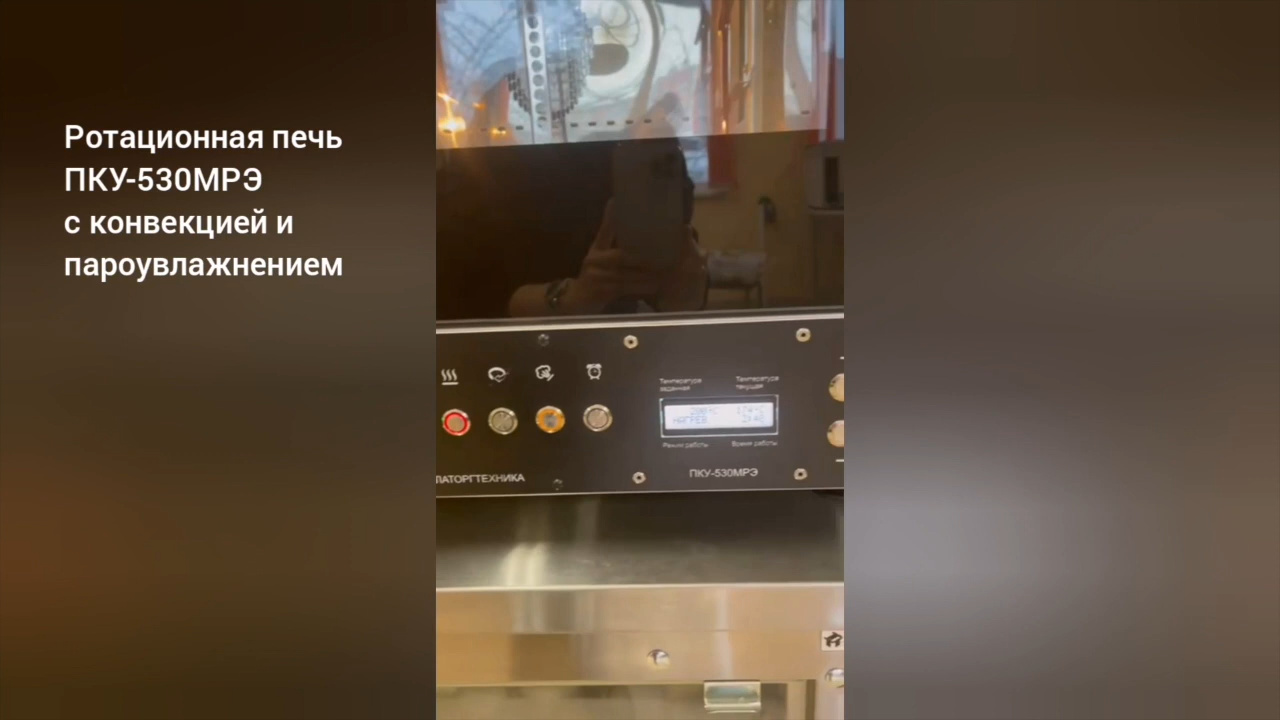 Ротационная печь
ПКУ-530МРЭ
с конвекцией и
пароувлажнением
Температура заданная
Температура текущая
НАГРЕВ
Режим работы
Время работы
ЛАТОРГТЕХНИКА
ПКУ-530МРЭ